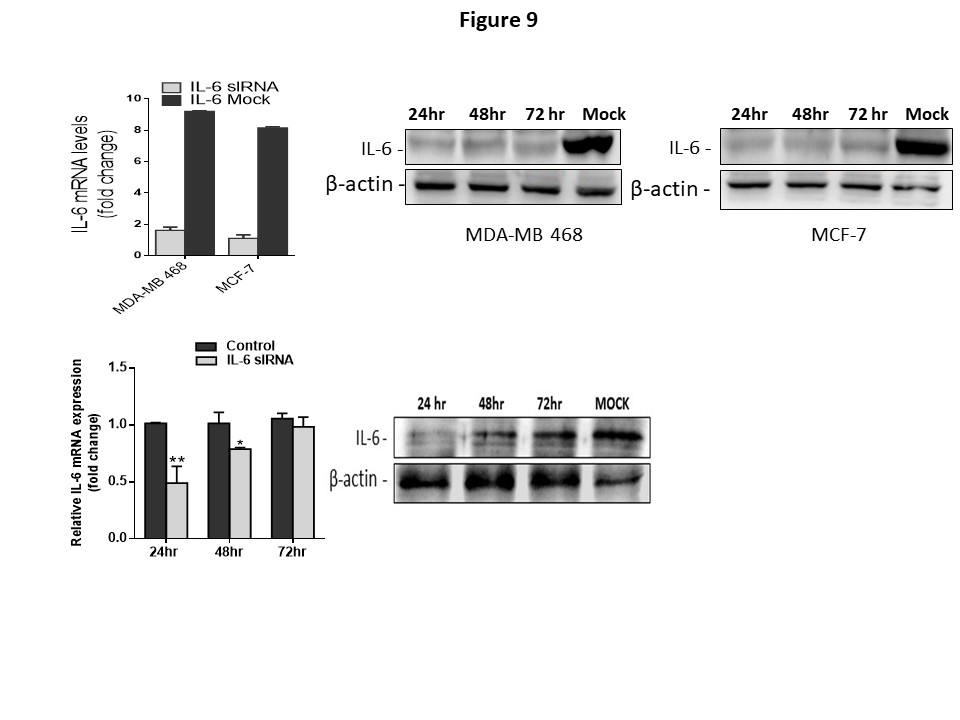 Figure 9
IL-6 siRNA
IL-6 Mock
IL-6 mRNA levels
(fold change)
10
8
6
4
2
0
MDA-MB 468
MCF-7
24hr 48hr 72 hr Mock
IL-6 -
β-actin -
MDA-MB 468
24hr 48hr 72 hr Mock
IL-6 -
β-actin -
MCF-7
Control
IL-6 siRNA
Relative IL-6 mRNA expression
(fold change)
1.5
1.0
0.5
0.0
**
*
24hr 48hr 72hr
24 hr 48hr 72hr MOCK
IL-6 -
β-actin -